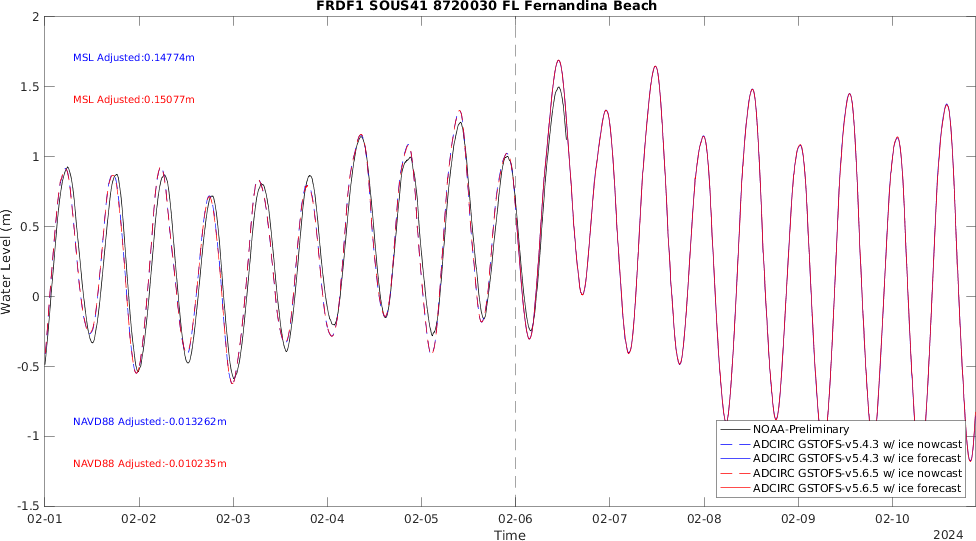 FRDF1 SOUS41 8720030 FL Fernandina Beach
2
MSL Adjusted:0.14774m
1.5
MSL Adjusted:0.15077m
1
0.5
Water Level (m)
0
-0.5
NAVD88 Adjusted:-0.013262m
-1
NAVD88 Adjusted:-0.010235m
-1.5
NOAA-Preliminary
ADCIRC GSTOFS-v5.4.3 w/ ice nowcast
ADCIRC GSTOFS-v5.4.3 w/ ice forecast
ADCIRC GSTOFS-v5.6.5 w/ ice nowcast
ADCIRC GSTOFS-v5.6.5 w/ ice forecast
02-01 02-02 02-03 02-04 02-05 02-06 02-07 02-08 02-09 02-10
Time
2024